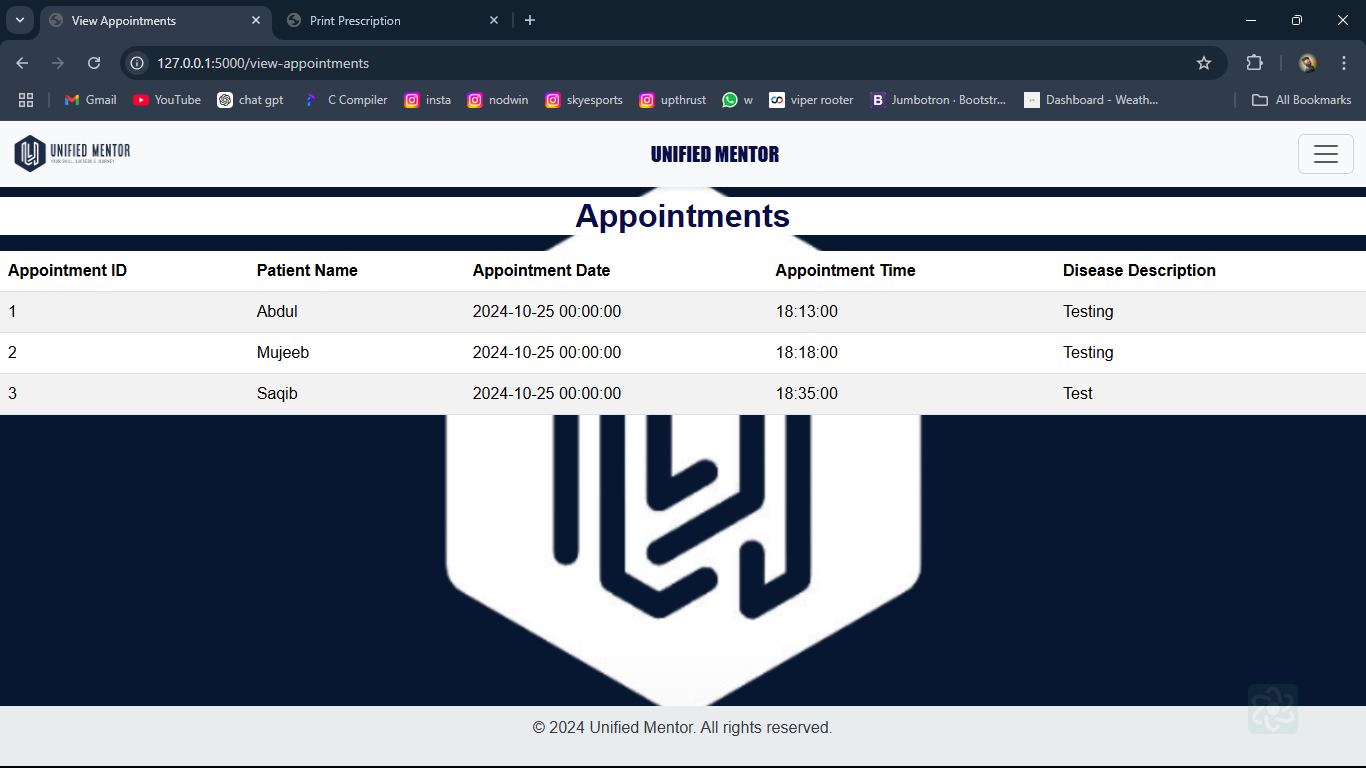 View Appointments
Print Prescription
127.0.0.1:5000/view-appointments
Gmail YouTube chat gpt C Compiler insta nodwin skyesports upthrust w viper rooter Jumbotron · Bootstr... Dashboard - Weath... All Bookmarks
UNIFIED MENTOR
YOUR SKILL, SUCCESS'S JOURNEY
UNIFIED MENTOR
Appointments
Appointment ID Patient Name Appointment Date Appointment Time Disease Description
1 Abdul 2024-10-25 00:00:00 18:13:00 Testing
2 Mujeeb 2024-10-25 00:00:00 18:18:00 Testing
3 Saqib 2024-10-25 00:00:00 18:35:00 Test
© 2024 Unified Mentor. All rights reserved.